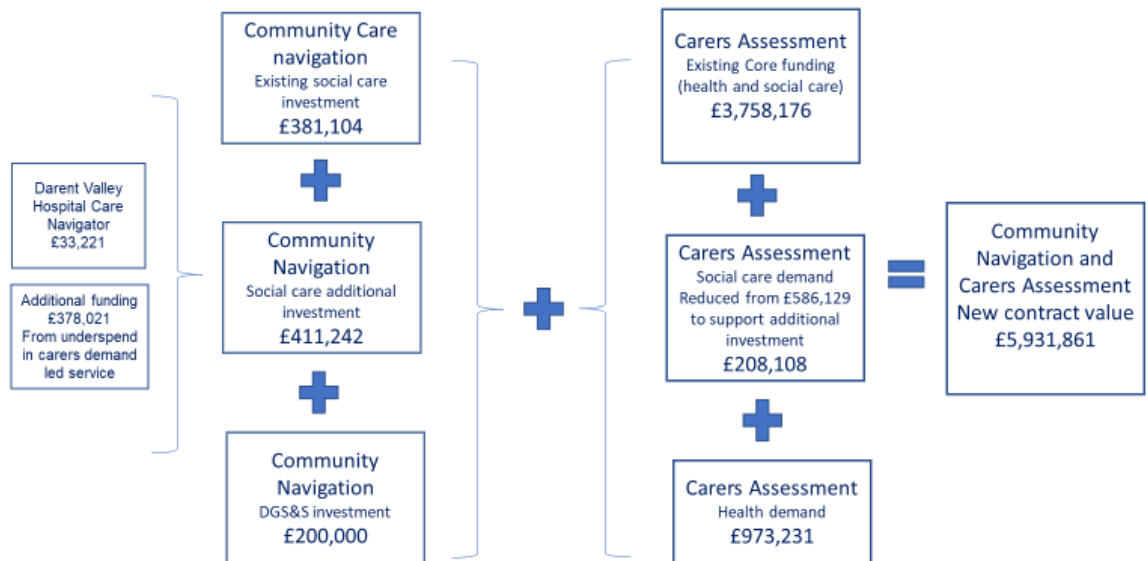 Darent Valley
Hospital Care
Navigator
£33,221
Additional funding
£378,021
From underspend
in carers demand
led service
Community Care
navigation
Existing social care
investment
£381,104
Community
Navigation
Social care additional
investment
£411,242
Community
Navigation
DGS&S investment
£200,000
Carers Assessment
Existing Core funding
(health and social care)
£3,758,176
Carers Assessment
Social care demand
Reduced from £586,129
to support additional
investment
£208,108
Carers Assessment
Health demand
£973,231
Community
Navigation and
Carers Assessment
New contract value
£5,931,861